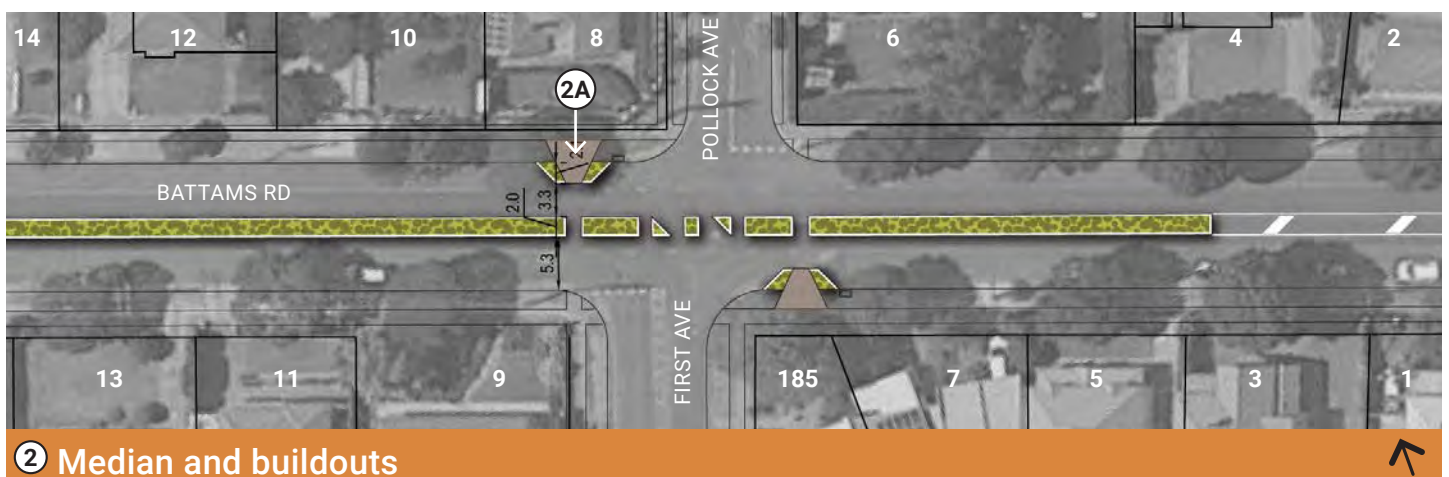 14 12 10 8 6 4 2
2A
POLLOCK AVE
BATTAMS RD
2.0
3.3
5.3
FIRST AVE
13 11 9 185 7 5 3 1
2 Median and buildouts